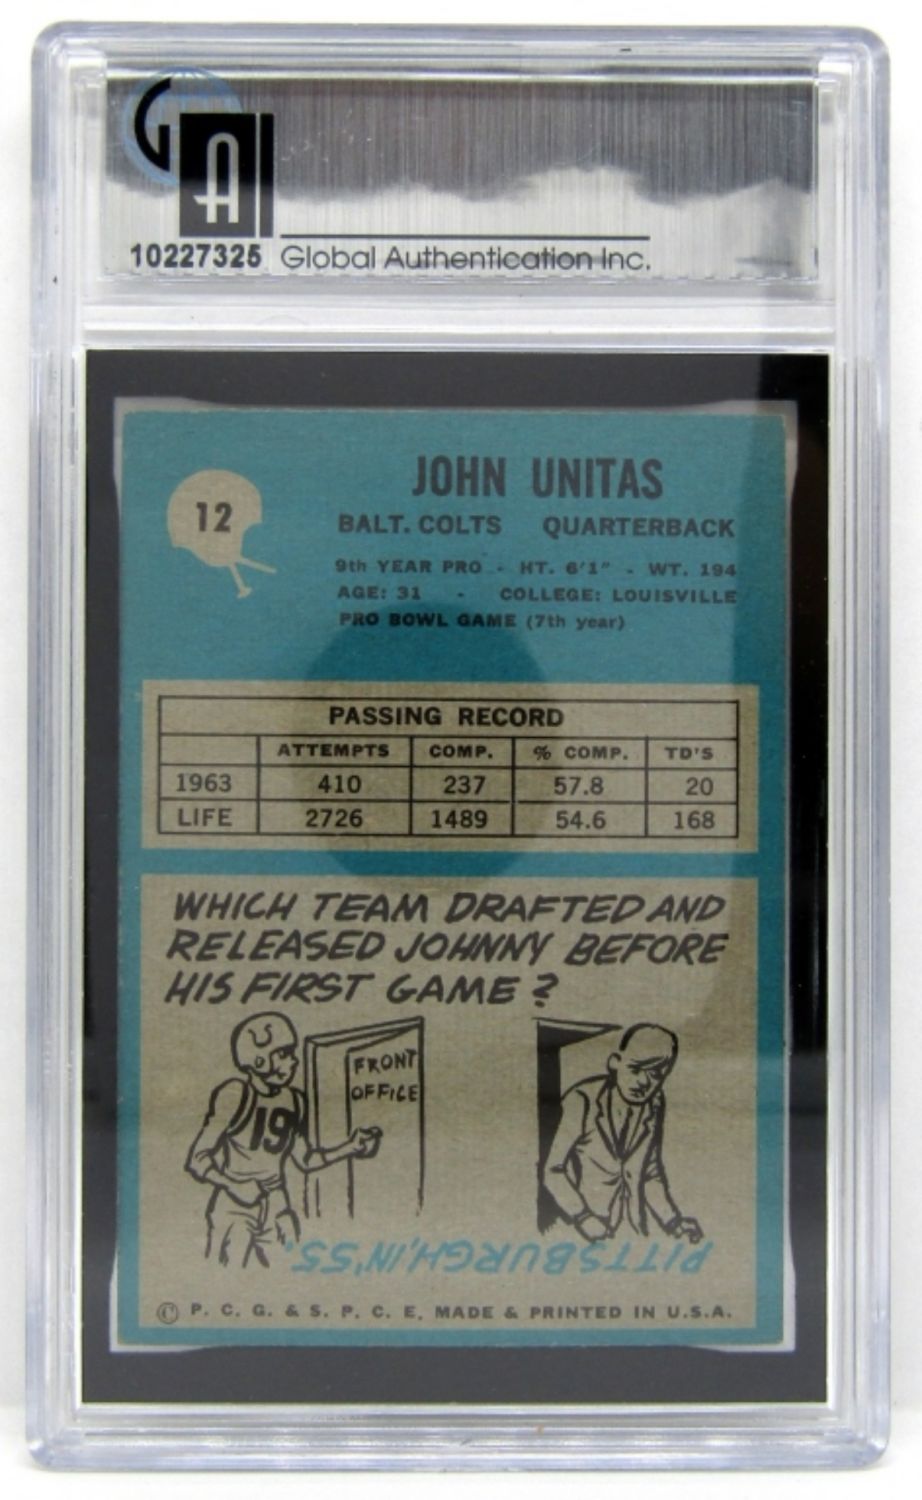 GA
10227325 Global Authentication Inc.
JOHN UNITAS
12
BALT. COLTS QUARTERBACK
9th YEAR PRO - HT. 6'1" - WT. 194
AGE: 31 - COLLEGE: LOUISVILLE
PRO BOWL GAME (7th year)
PASSING RECORD
ATTEMPTS COMP. % COMP. TD'S
1963 410 237 57.8 20
LIFE 2726 1489 54.6 168
WHICH TEAM DRAFTED AND
RELEASED JOHNNY BEFORE
HIS FIRST GAME?
FRONT
OFFICE
19
PITTSBURGH, IN '55.
© P. C. G. & S. P. C. E. MADE & PRINTED IN U.S.A.